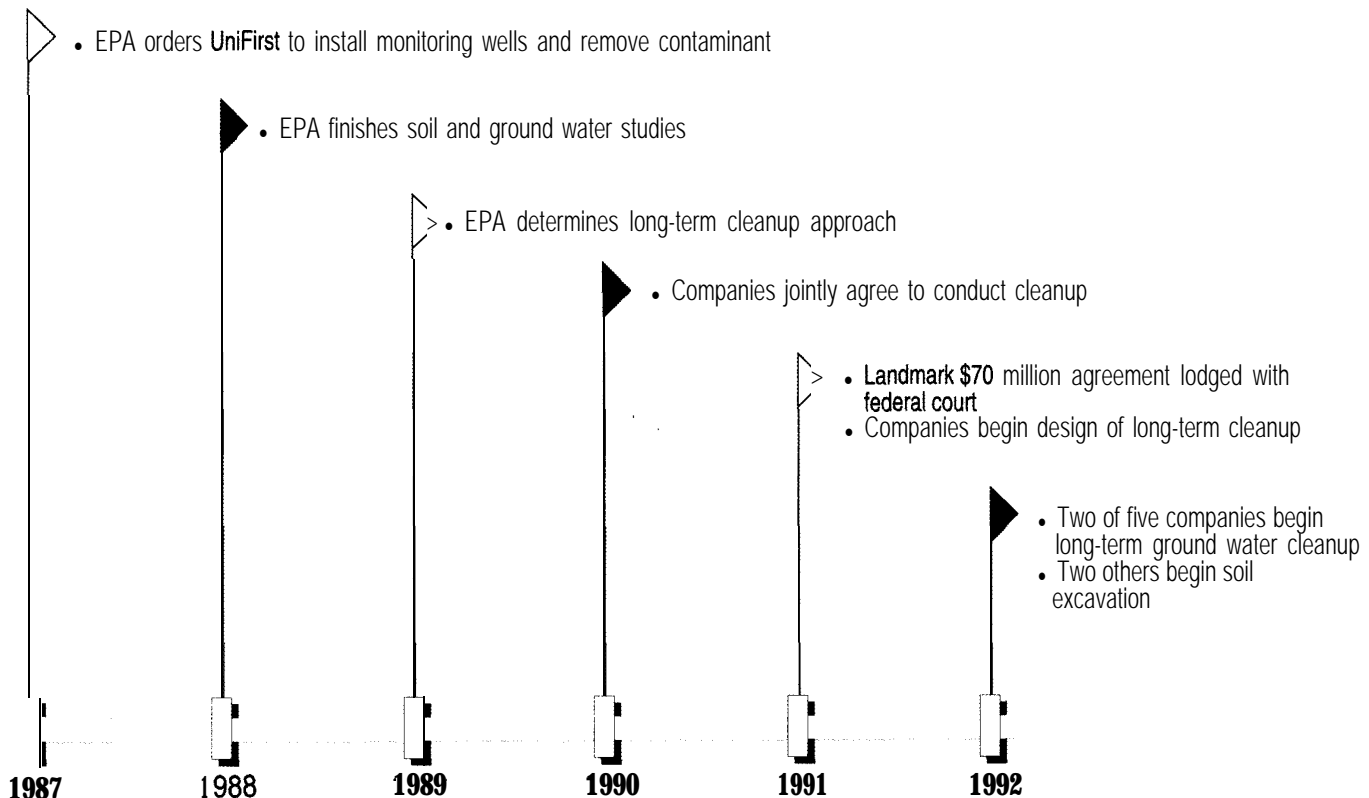 • EPA orders UniFirst to install monitoring wells and remove contaminant
• EPA finishes soil and ground water studies
• EPA determines long-term cleanup approach
• Companies jointly agree to conduct cleanup
• Landmark $70 million agreement lodged with
federal court
• Companies begin design of long-term cleanup
• Two of five companies begin
long-term ground water cleanup
• Two others begin soil
excavation
1987 1988 1989 1990 1991 1992